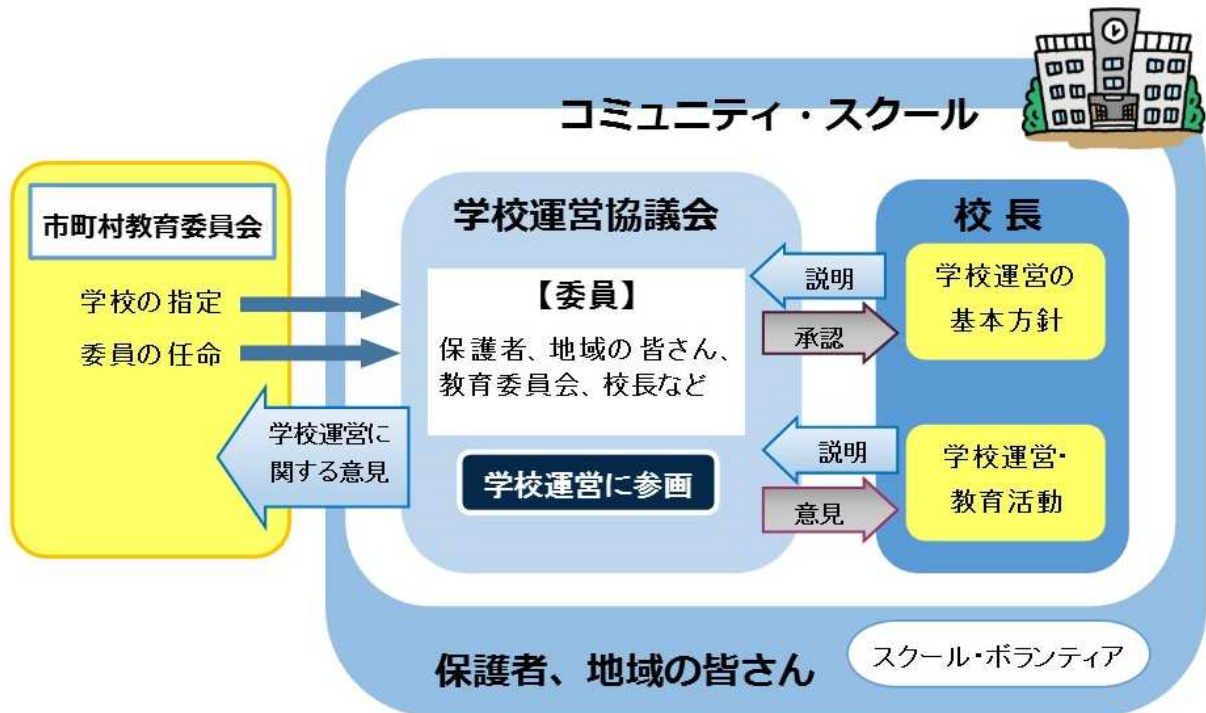 コミュニティ・スクール
市町村教育委員会
学校の指定
委員の任命
学校運営に
関する意見
学校運営協議会
【委員】
保護者、地域の皆さん、
教育委員会、校長など
学校運営に参画
説明
承認
説明
意見
校長
学校運営の
基本方針
学校運営・
教育活動
保護者、地域の皆さん
スクール・ボランティア